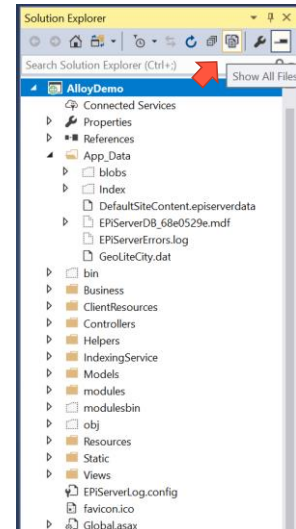 Solution Explorer
Search Solution Explorer (Ctrl+;)
Show All Files
AlloyDemo
Connected Services
Properties
References
App_Data
blobs
Index
DefaultSiteContent.episerverdata
EPiServerDB_68e0529e.mdf
EPiServerErrors.log
GeoLiteCity.dat
bin
Business
ClientResources
Controllers
Helpers
IndexingService
Models
modules
modulesbin
obj
Resources
Static
Views
EPiServerLog.config
favicon.ico
Global.asax